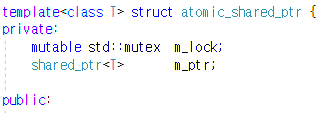 template<class T> struct atomic_shared_ptr {
private:
mutable std::mutex m_lock;
shared_ptr<T> m_ptr;
public: